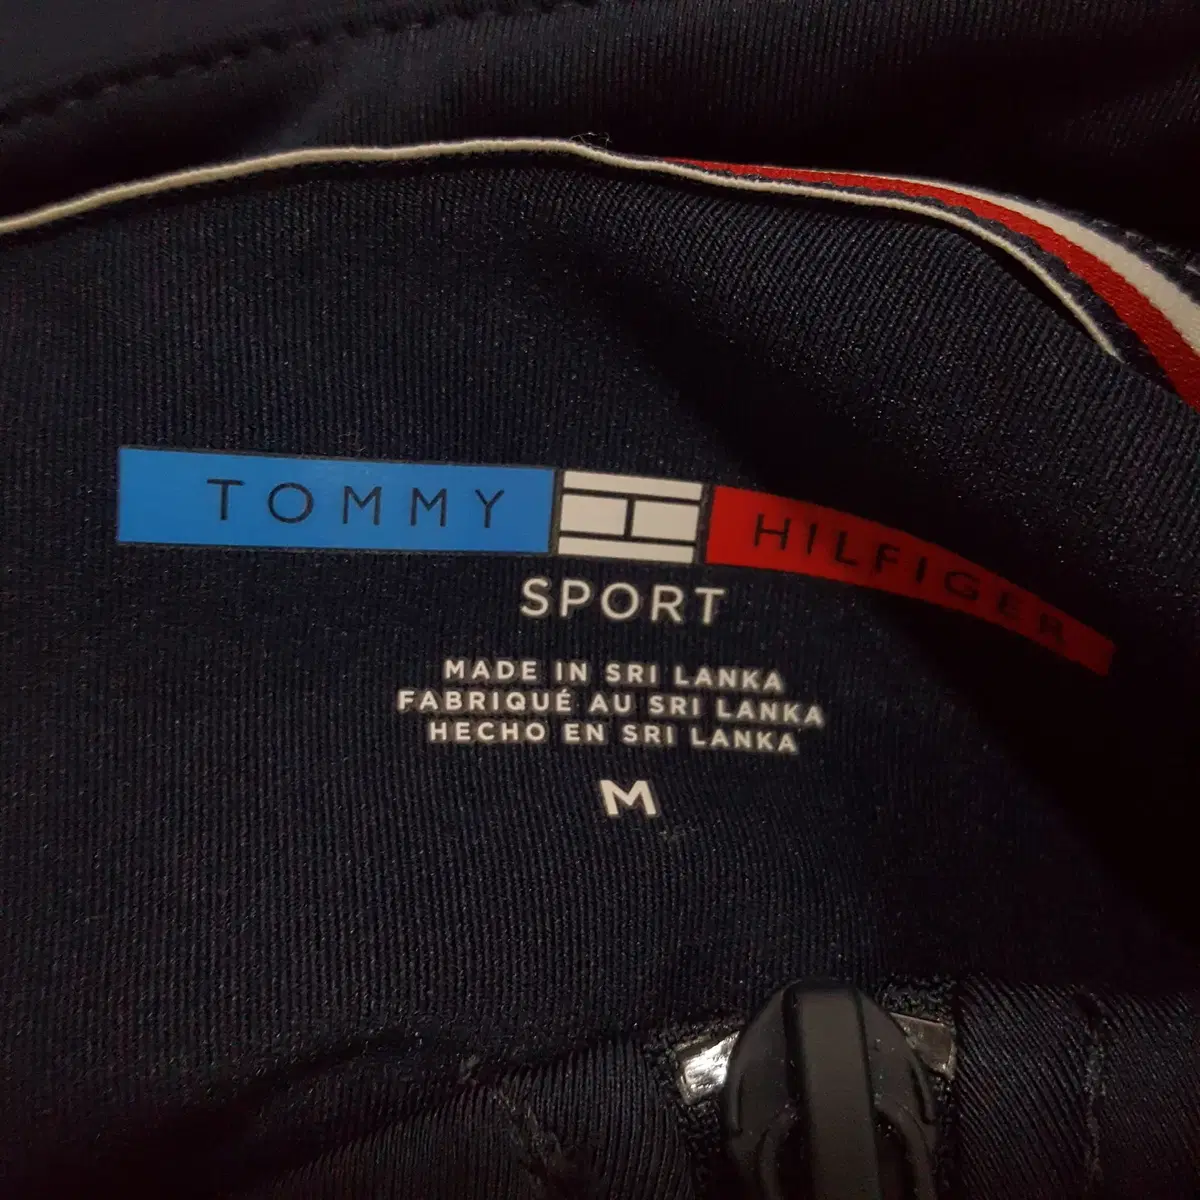 TOMMY HILFIGER
SPORT
MADE IN SRI LANKA
FABRIQUÉ AU SRI LANKA
HECHO EN SRI LANKA
M